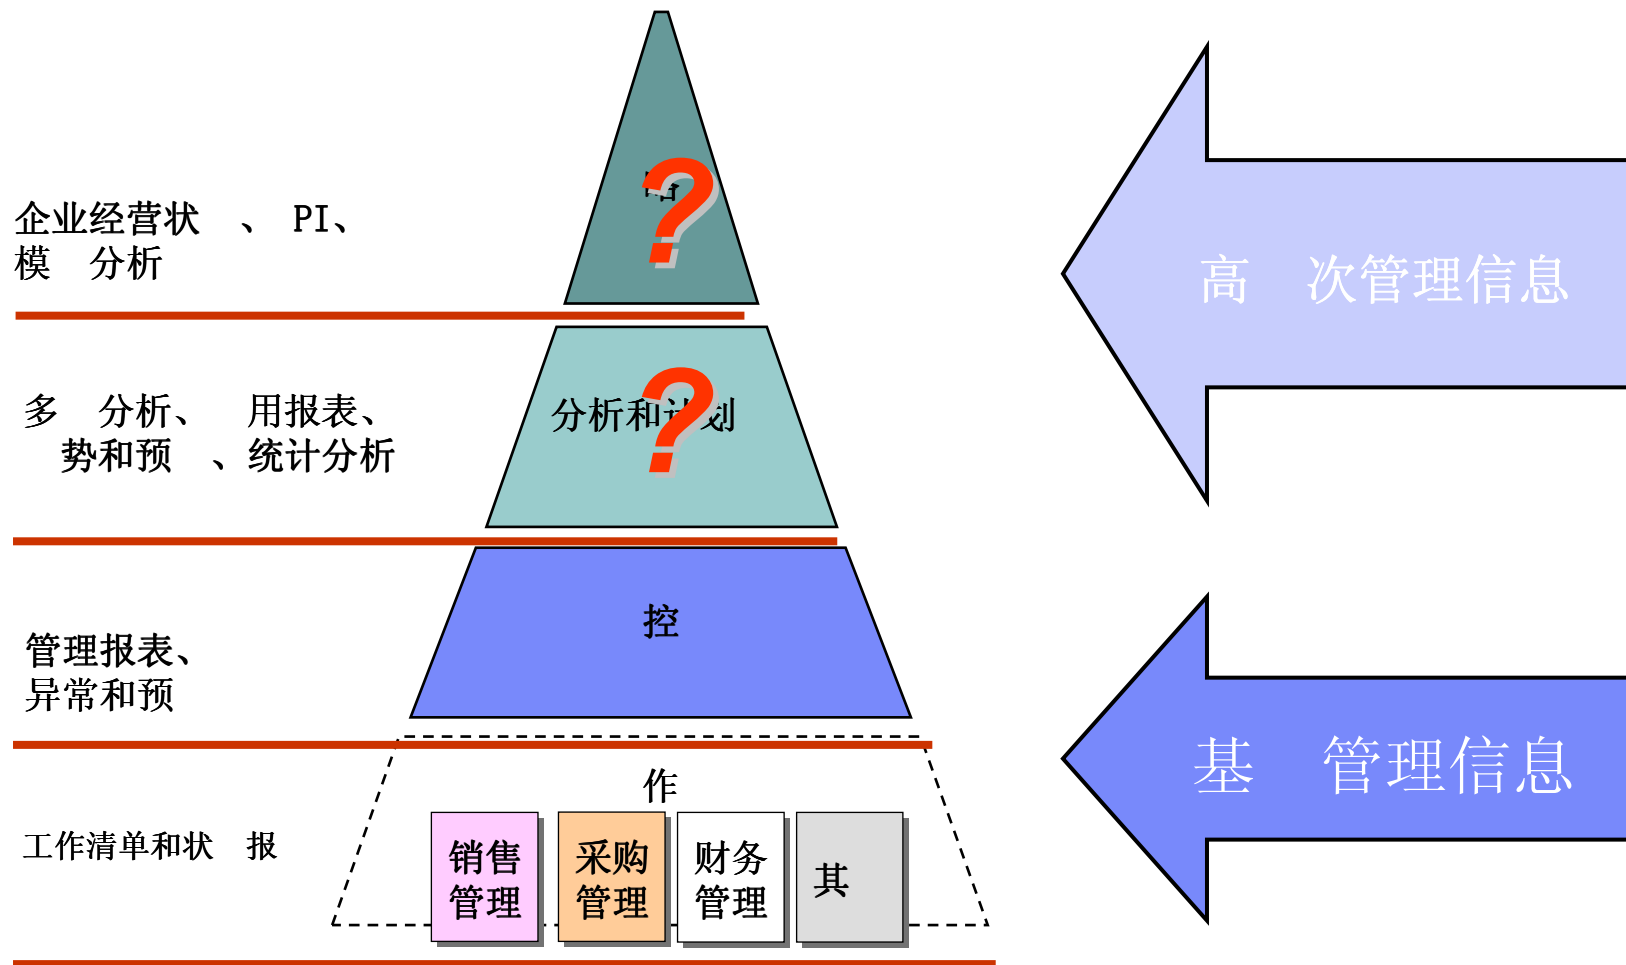 略
?
企业经营状 、 PI、
模 分析
高 次管理信息
多 分析、 用报表、
势和预 、统计分析
分析和计划
?
控
管理报表、
异常和预
基 管理信息
作
工作清单和状 报
销售
管理
采购
管理
财务
管理
其